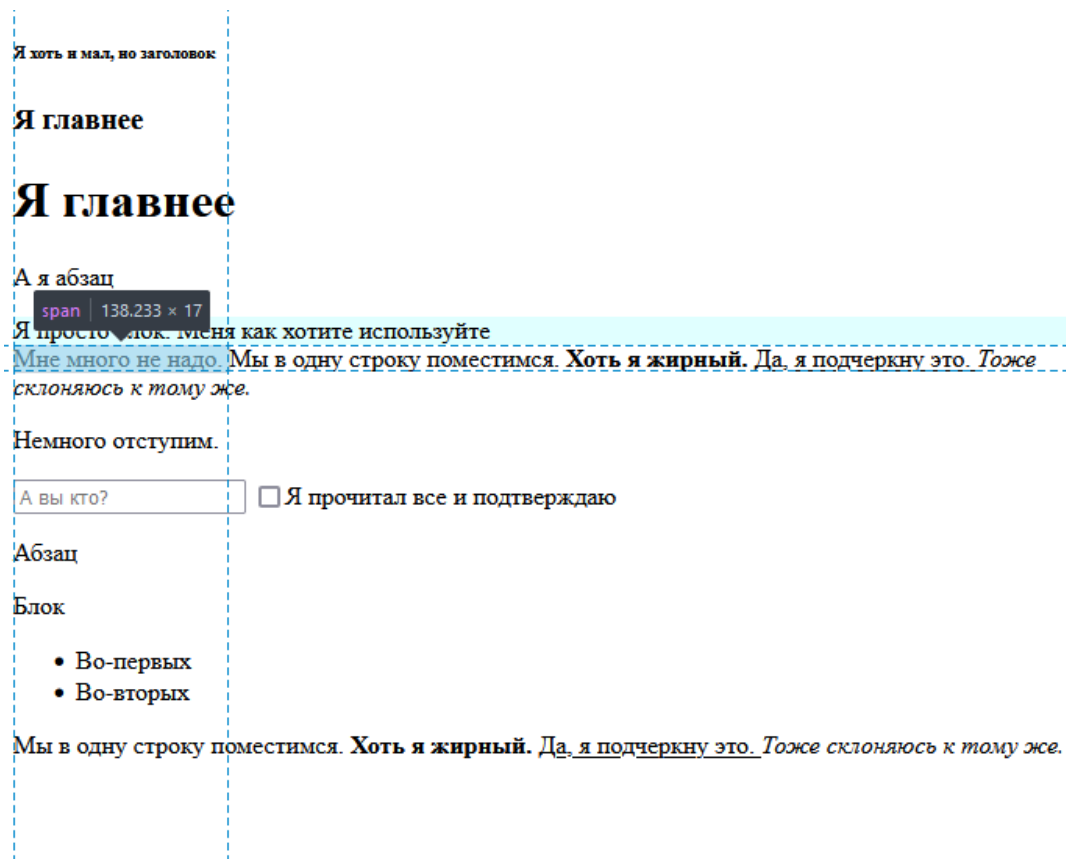 Я хоть и мал, но заголовок
Я главнее
Я главнее
А я абзац
span 138.233 × 17
Я просто блок. Меня как хотите используйте
Мне много не надо. Мы в одну строку поместимся. Хоть я жирный. Да, я подчеркну это. Тоже
склоняюсь к тому же.
Немного отступим.
А вы кто? Я прочитал все и подтверждаю
Абзац
Блок
Во-первых
Во-вторых
Мы в одну строку поместимся. Хоть я жирный. Да, я подчеркну это. Тоже склоняюсь к тому же.